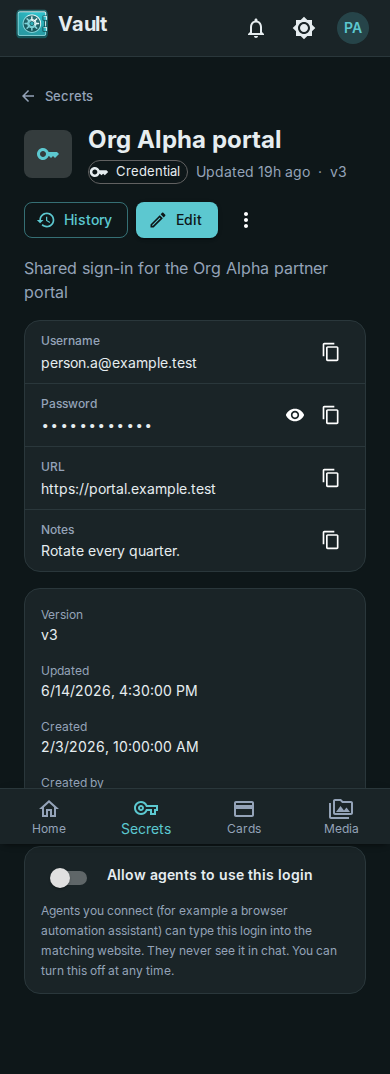 Vault
PA
Secrets
Org Alpha portal
Credential Updated 19h ago · v3
History Edit
Shared sign-in for the Org Alpha partner
portal
Username
person.a@example.test
Password
••••••••••••
URL
https://portal.example.test
Notes
Rotate every quarter.
Version
v3
Updated
6/14/2026, 4:30:00 PM
Created
2/3/2026, 10:00:00 AM
Created by
Home Secrets Cards Media
Allow agents to use this login
Agents you connect (for example a browser
automation assistant) can type this login into the
matching website. They never see it in chat. You can
turn this off at any time.